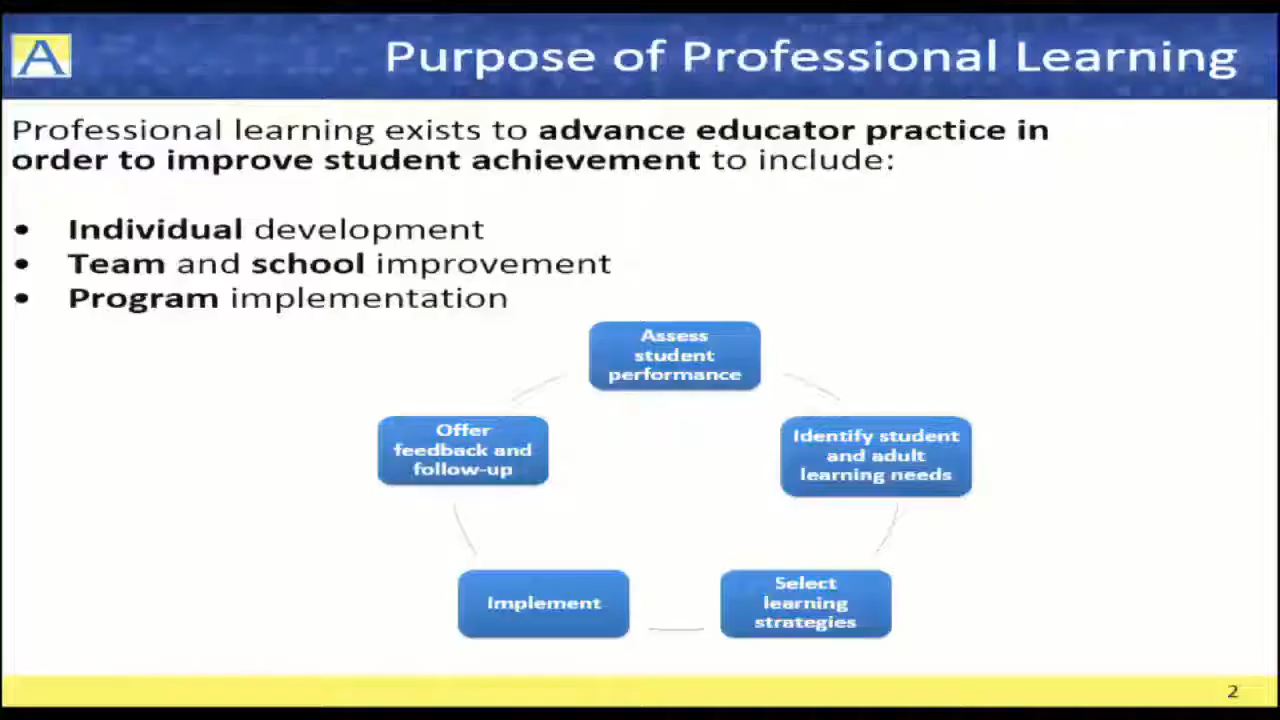 A
Purpose of Professional Learning
Professional learning exists to advance educator practice in
order to improve student achievement to include:
• Individual development
• Team and school improvement
• Program implementation
Assess
student
performance
Identify student
and adult
learning needs
Select
learning
strategies
Implement
Offer
feedback and
follow-up
2